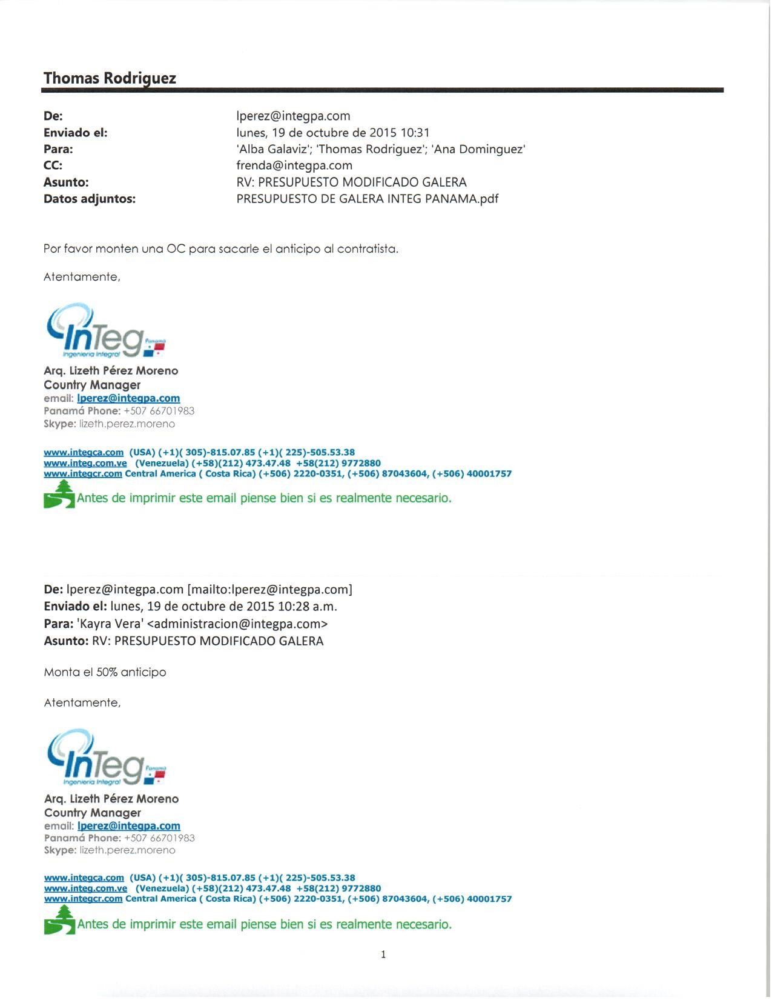 Thomas Rodriguez
De: lperez@integpa.com
Enviado el: lunes, 19 de octubre de 2015 10:31
Para: 'Alba Galaviz'; 'Thomas Rodriguez'; 'Ana Dominguez'
CC: frenda@integpa.com
Asunto: RV: PRESUPUESTO MODIFICADO GALERA
Datos adjuntos: PRESUPUESTO DE GALERA INTEG PANAMA.pdf
Por favor monten una OC para sacarle el anticipo al contratista.
Atentamente,
InTeg Panamá
Ingeniería Integral
Arq. Lizeth Pérez Moreno
Country Manager
email: lperez@integpa.com
Panamá Phone: +507 66701983
Skype: lizeth.perez.moreno
www.integca.com (USA) (+1)( 305)-815.07.85 (+1)( 225)-505.53.38
www.integ.com.ve (Venezuela) (+58)(212) 473.47.48 +58(212) 9772880
www.integcr.com Central America ( Costa Rica) (+506) 2220-0351, (+506) 87043604, (+506) 40001757
Antes de imprimir este email piense bien si es realmente necesario.
De: lperez@integpa.com [mailto:lperez@integpa.com]
Enviado el: lunes, 19 de octubre de 2015 10:28 a.m.
Para: 'Kayra Vera' <administracion@integpa.com>
Asunto: RV: PRESUPUESTO MODIFICADO GALERA
Monta el 50% anticipo
Atentamente,
InTeg Panamá
Ingeniería Integral
Arq. Lizeth Pérez Moreno
Country Manager
email: lperez@integpa.com
Panamá Phone: +507 66701983
Skype: lizeth.perez.moreno
www.integca.com (USA) (+1)( 305)-815.07.85 (+1)( 225)-505.53.38
www.integ.com.ve (Venezuela) (+58)(212) 473.47.48 +58(212) 9772880
www.integcr.com Central America ( Costa Rica) (+506) 2220-0351, (+506) 87043604, (+506) 40001757
Antes de imprimir este email piense bien si es realmente necesario.
1